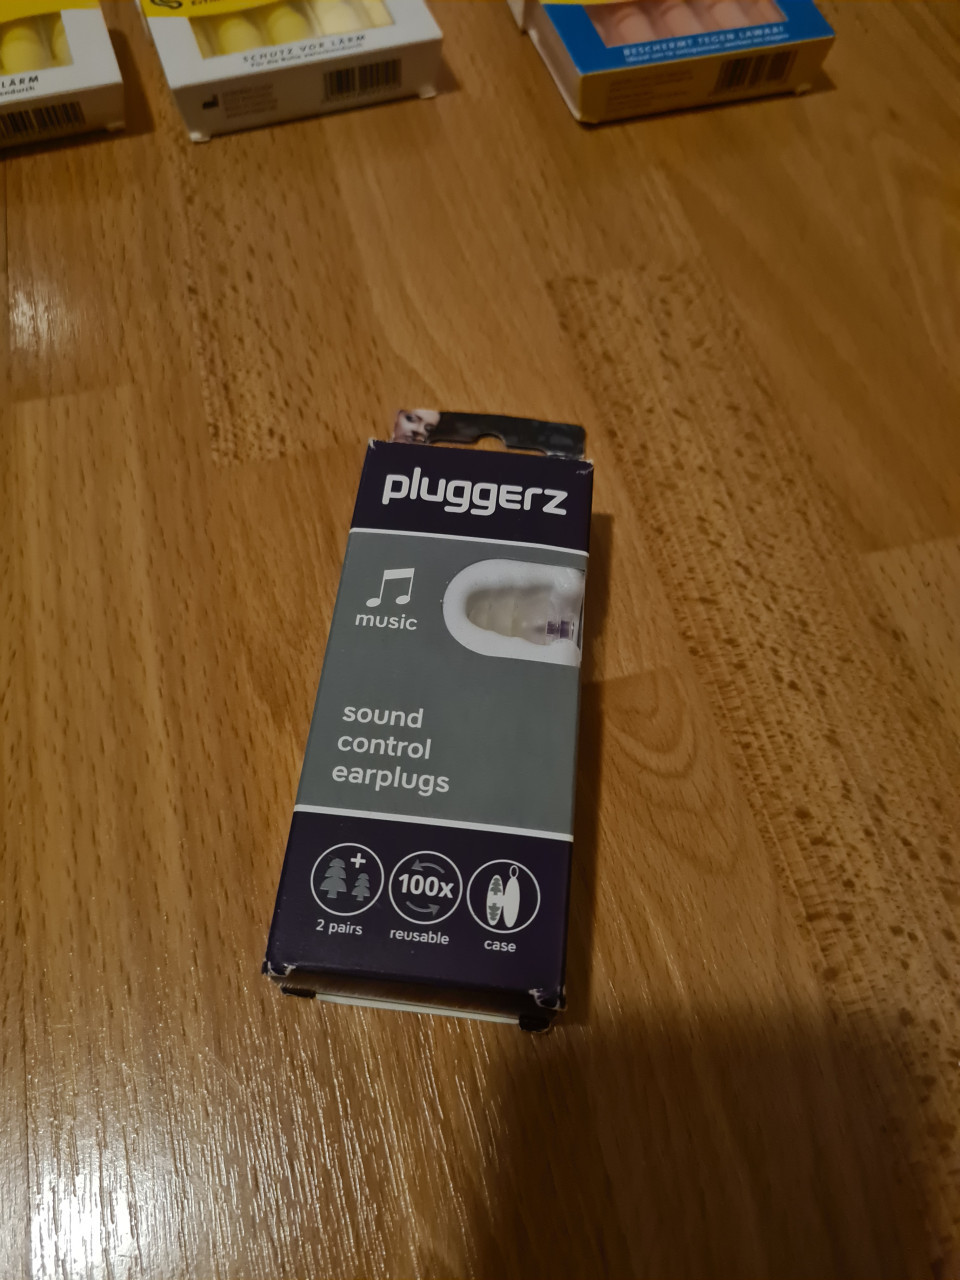 LÄRM
SCHUTZ VOR LÄRM
BESCHERMT TEGEN LAWAAI
pluggerz
music
sound
control
earplugs
100x
2 pairs
reusable
case